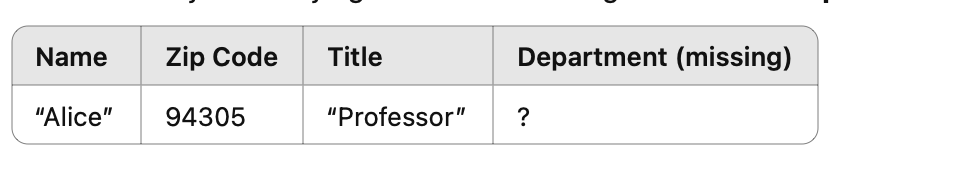 Name Zip Code Title Department (missing)
“Alice” 94305 “Professor” ?